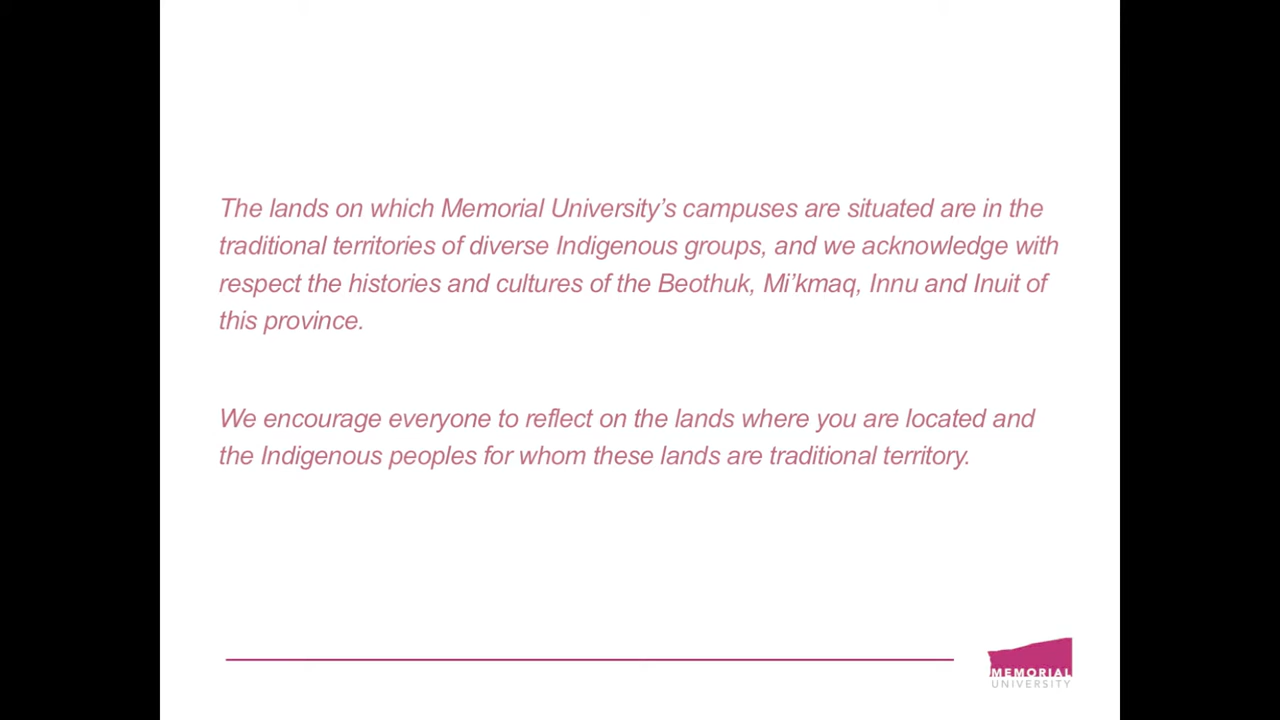 The lands on which Memorial University’s campuses are situated are in the
traditional territories of diverse Indigenous groups, and we acknowledge with
respect the histories and cultures of the Beothuk, Mi’kmaq, Innu and Inuit of
this province.
We encourage everyone to reflect on the lands where you are located and
the Indigenous peoples for whom these lands are traditional territory.
MEMORIAL
UNIVERSITY